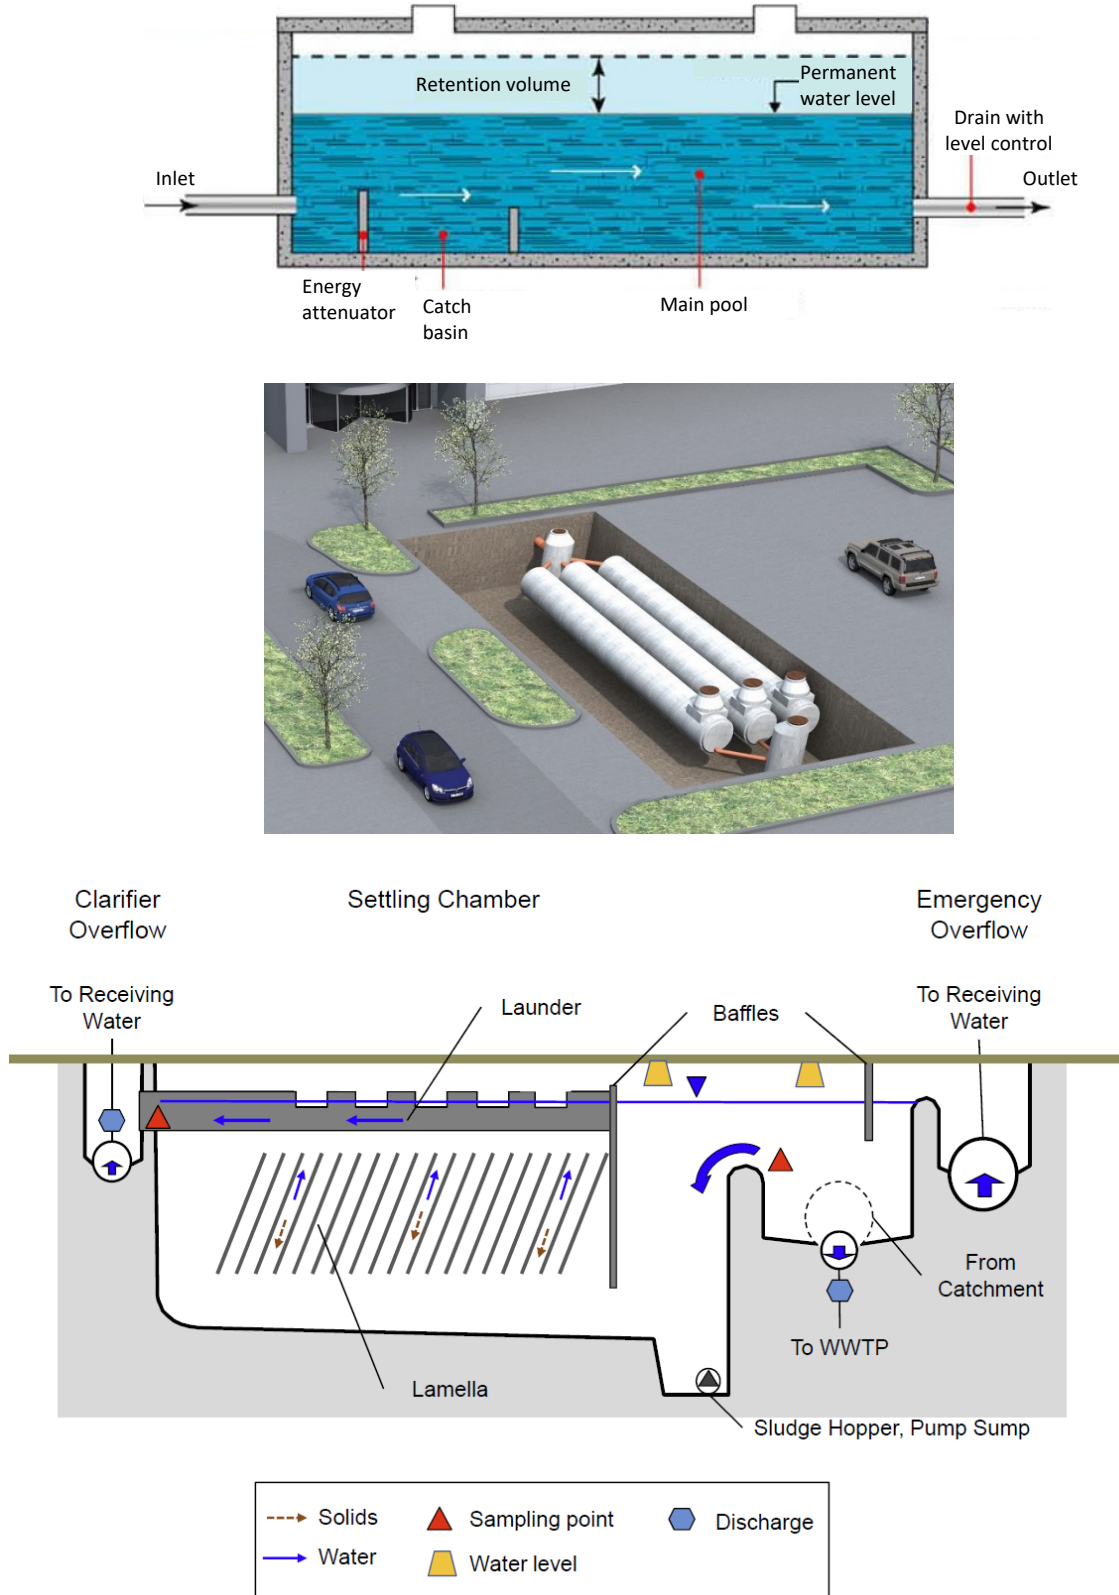 Retention volume
Permanent
water level
Drain with
level control
Inlet
Outlet
Energy
attenuator
Catch
basin
Main pool
Clarifier
Overflow
Settling Chamber
Emergency
Overflow
To Receiving
Water
Launder
Baffles
To Receiving
Water
From
Catchment
To WWTP
Lamella
Sludge Hopper, Pump Sump
Solids
Sampling point
Discharge
Water
Water level